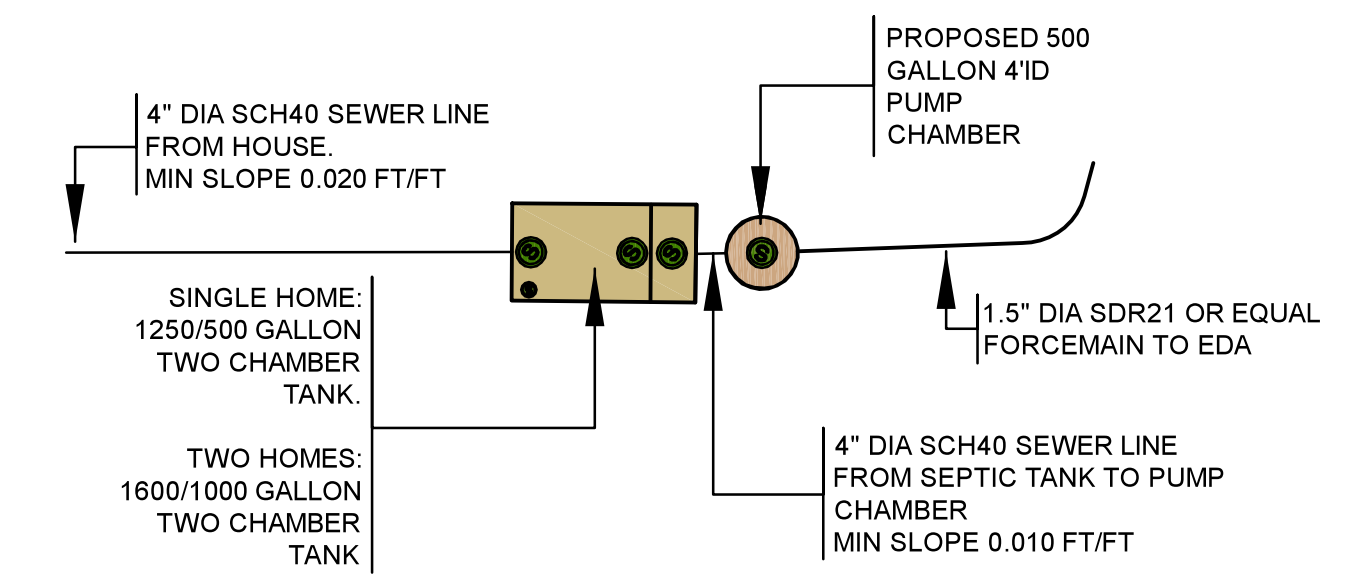 PROPOSED 500
GALLON 4'ID
PUMP
CHAMBER
4" DIA SCH40 SEWER LINE
FROM HOUSE.
MIN SLOPE 0.020 FT/FT
S
S
S
S
S
SINGLE HOME:
1250/500 GALLON
TWO CHAMBER
TANK.
TWO HOMES:
1600/1000 GALLON
TWO CHAMBER
TANK
1.5" DIA SDR21 OR EQUAL
FORCEMAIN TO EDA
4" DIA SCH40 SEWER LINE
FROM SEPTIC TANK TO PUMP
CHAMBER
MIN SLOPE 0.010 FT/FT